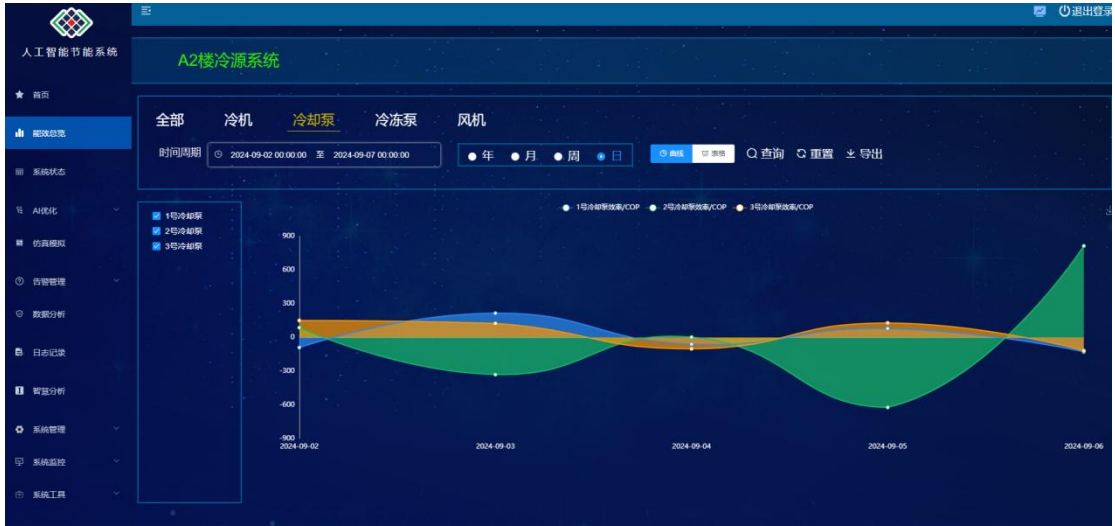 退出登录
人工智能节能系统
A2楼冷源系统
首页
能效总览
系统状态
AI优化
仿真模拟
告警管理
数据分析
日志记录
智慧分析
系统管理
系统监控
系统工具
全部 冷机 冷却泵 冷冻泵 风机
时间周期 2024-09-02 00:00:00 至 2024-09-07 00:00:00 年 月 周 日 曲线 表格 查询 重置 导出
1号冷却泵
2号冷却泵
3号冷却泵
1号冷却泵效率/COP 2号冷却泵效率/COP 3号冷却泵效率/COP
900
600
300
0
-300
-600
-900
2024-09-02 2024-09-03 2024-09-04 2024-09-05 2024-09-06